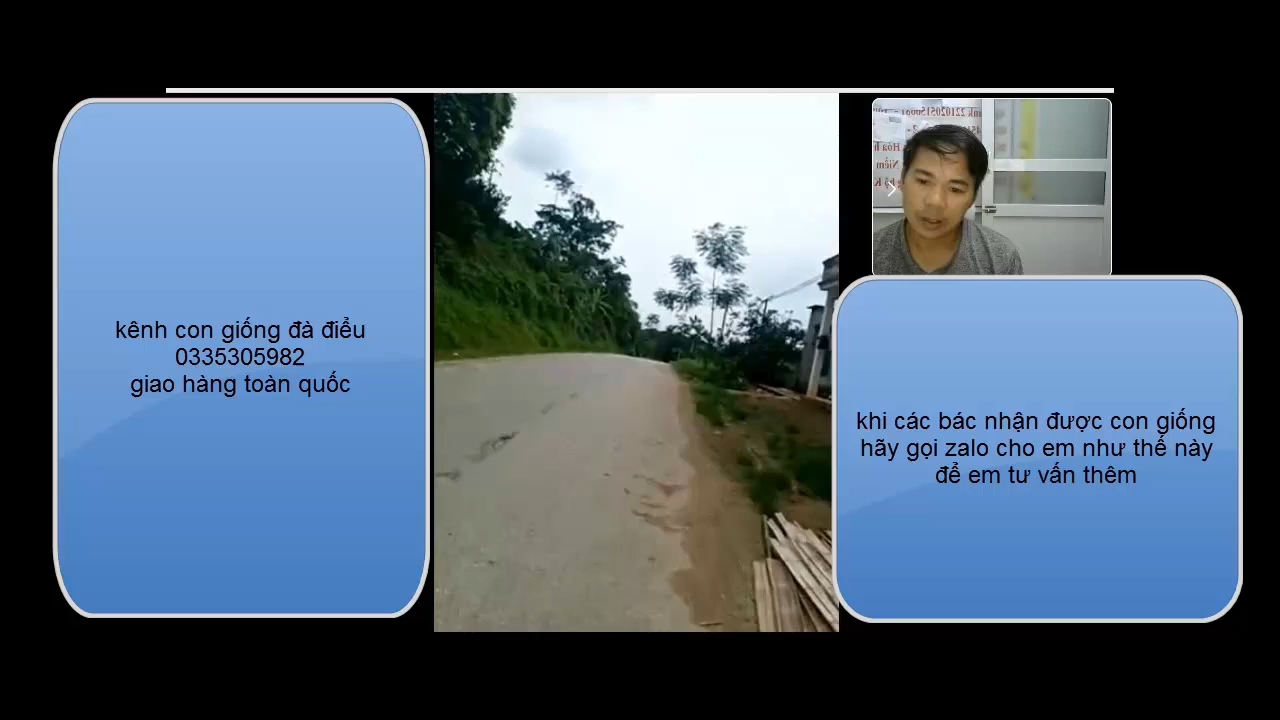 kênh con giống đà điểu
0335305982
giao hàng toàn quốc
khi các bác nhận được con giống
hãy gọi zalo cho em như thế này
để em tư vấn thêm